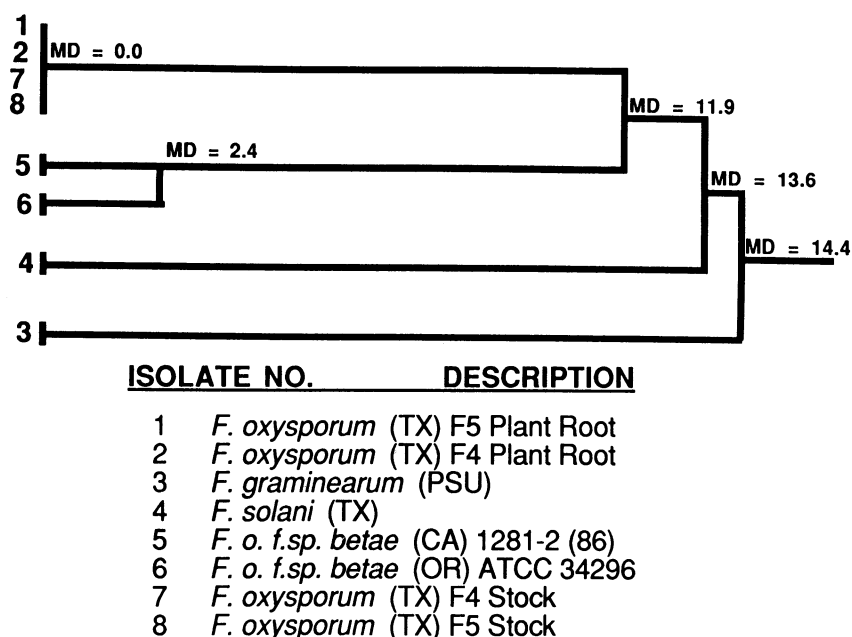 1
2 MD = 0.0
7
8
MD = 11.9
5 MD = 2.4
6
MD = 13.6
4
MD = 14.4
3
ISOLATE NO. DESCRIPTION
1 F. oxysporum (TX) F5 Plant Root
2 F. oxysporum (TX) F4 Plant Root
3 F. graminearum (PSU)
4 F. solani (TX)
5 F. o. f.sp. betae (CA) 1281-2 (86)
6 F. o. f.sp. betae (OR) ATCC 34296
7 F. oxysporum (TX) F4 Stock
8 F. oxysporum (TX) F5 Stock